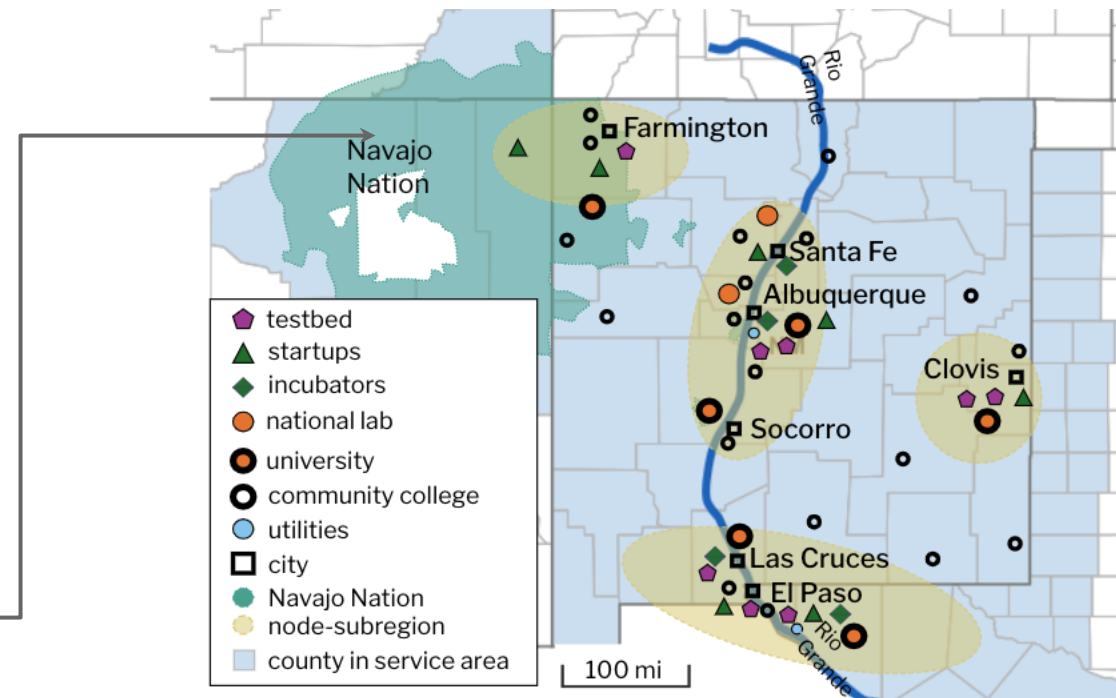 Rio
Grande
Farmington
Navajo
Nation
Santa Fe
Albuquerque
Clovis
Socorro
Las Cruces
El Paso
Rio
Grande
testbed
startups
incubators
national lab
university
community college
utilities
city
Navajo Nation
node-subregion
county in service area
100 mi